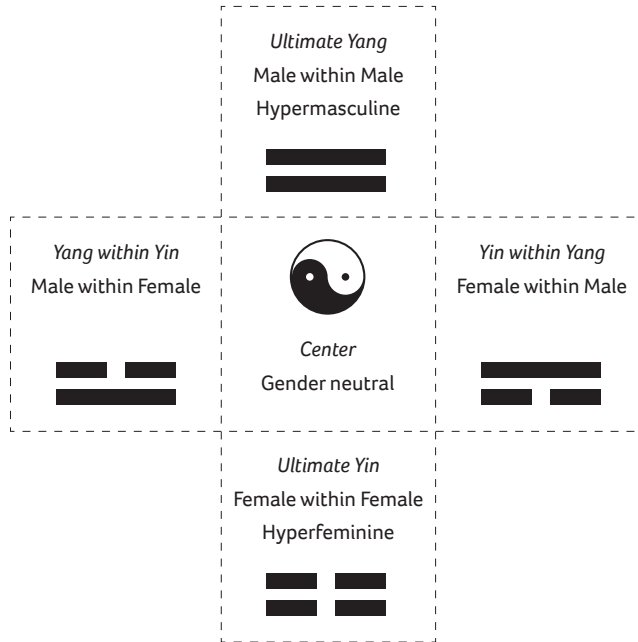 Ultimate Yang
Male within Male
Hypermasculine
Yang within Yin
Male within Female
Center
Gender neutral
Yin within Yang
Female within Male
Ultimate Yin
Female within Female
Hyperfeminine